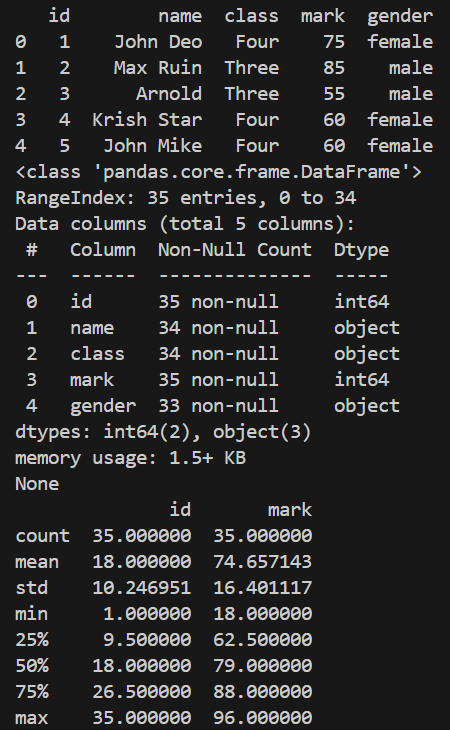 id        name  class  mark  gender
0   1    John Deo   Four    75  female
1   2    Max Ruin  Three    85    male
2   3      Arnold  Three    55    male
3   4  Krish Star   Four    60  female
4   5   John Mike   Four    60  female
<class 'pandas.core.frame.DataFrame'>
RangeIndex: 35 entries, 0 to 34
Data columns (total 5 columns):
 #   Column  Non-Null Count  Dtype
---  ------  --------------  -----
 0   id      35 non-null     int64
 1   name    34 non-null     object
 2   class   34 non-null     object
 3   mark    35 non-null     int64
 4   gender  33 non-null     object
dtypes: int64(2), object(3)
memory usage: 1.5+ KB
None
              id       mark
count  35.000000  35.000000
mean   18.000000  74.657143
std    10.246951  16.401117
min     1.000000  18.000000
25%     9.500000  62.500000
50%    18.000000  79.000000
75%    26.500000  88.000000
max    35.000000  96.000000